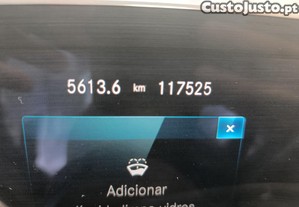 CustoJusto.pt
5613.6 km 117525
x
Adicionar